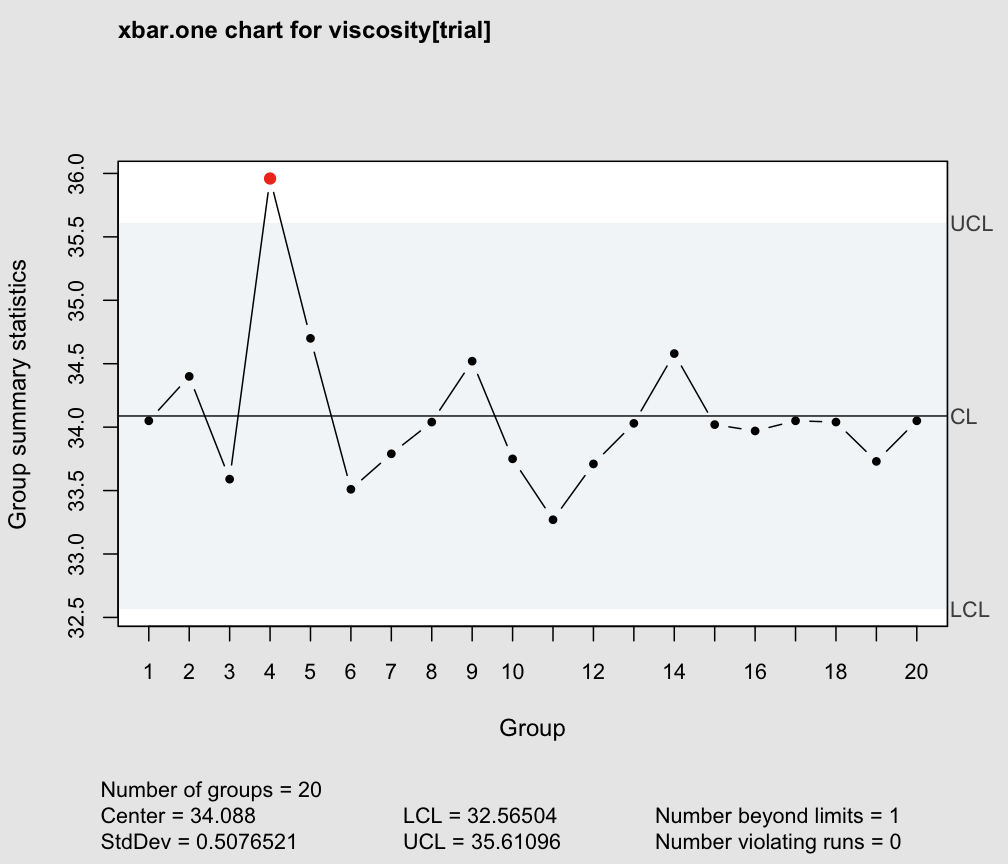 xbar.one chart for viscosity[trial]
36.0
35.5
35.0
34.5
34.0
33.5
33.0
32.5
Group summary statistics
UCL
CL
LCL
1 2 3 4 5 6 7 8 9 10 12 14 16 18 20
Group
Number of groups = 20
Center = 34.088 LCL = 32.56504 Number beyond limits = 1
StdDev = 0.5076521 UCL = 35.61096 Number violating runs = 0